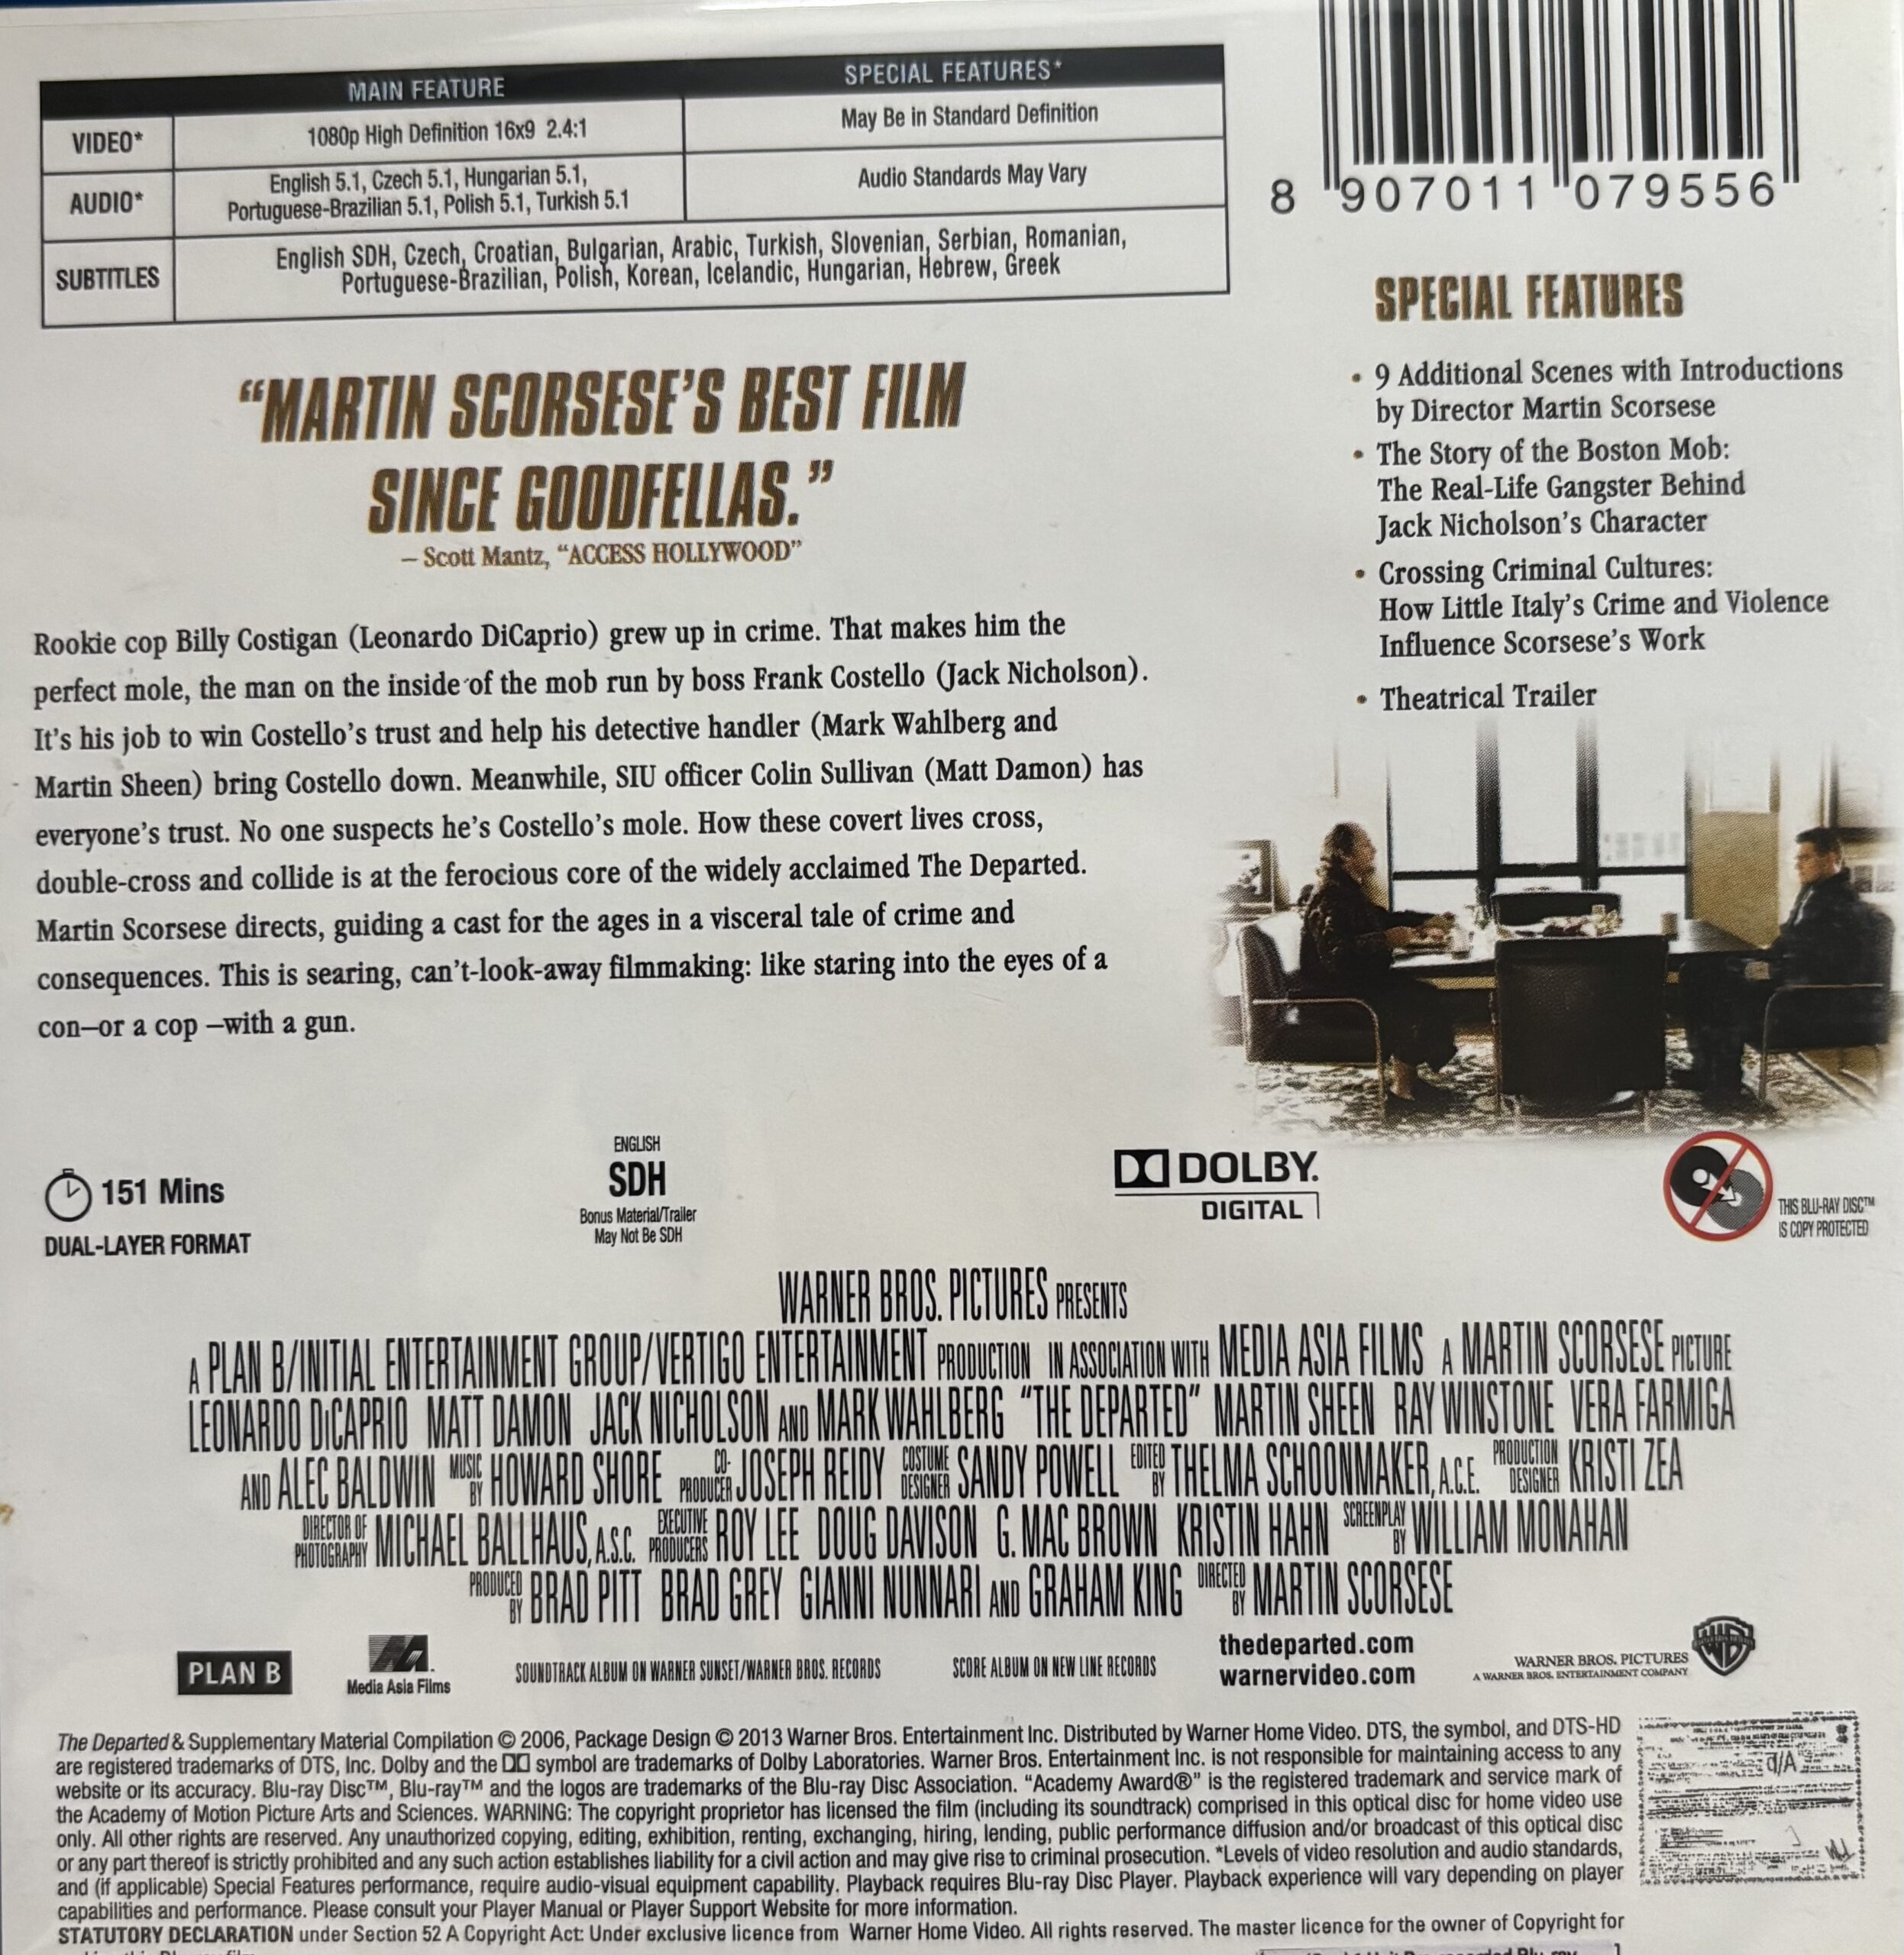 MAIN FEATURE SPECIAL FEATURES*
VIDEO* 1080p High Definition 16x9 2.4:1 May Be in Standard Definition
AUDIO* English 5.1, Czech 5.1, Hungarian 5.1,
Portuguese-Brazilian 5.1, Polish 5.1, Turkish 5.1
Audio Standards May Vary
SUBTITLES English SDH, Czech, Croatian, Bulgarian, Arabic, Turkish, Slovenian, Serbian, Romanian,
Portuguese-Brazilian, Polish, Korean, Icelandic, Hungarian, Hebrew, Greek
8 907011 079556
“MARTIN SCORSESE’S BEST FILM
SINCE GOODFELLAS.”
– Scott Mantz, “ACCESS HOLLYWOOD”
Rookie cop Billy Costigan (Leonardo DiCaprio) grew up in crime. That makes him the
perfect mole, the man on the inside of the mob run by boss Frank Costello (Jack Nicholson).
It’s his job to win Costello’s trust and help his detective handler (Mark Wahlberg and
Martin Sheen) bring Costello down. Meanwhile, SIU officer Colin Sullivan (Matt Damon) has
everyone’s trust. No one suspects he’s Costello’s mole. How these covert lives cross,
double-cross and collide is at the ferocious core of the widely acclaimed The Departed.
Martin Scorsese directs, guiding a cast for the ages in a visceral tale of crime and
consequences. This is searing, can’t-look-away filmmaking: like staring into the eyes of a
con–or a cop –with a gun.
SPECIAL FEATURES
• 9 Additional Scenes with Introductions
by Director Martin Scorsese
• The Story of the Boston Mob:
The Real-Life Gangster Behind
Jack Nicholson’s Character
• Crossing Criminal Cultures:
How Little Italy’s Crime and Violence
Influence Scorsese’s Work
• Theatrical Trailer
151 Mins
DUAL-LAYER FORMAT
ENGLISH
SDH
Bonus Material/Trailer
May Not Be SDH
DOLBY.
DIGITAL
THIS BLU-RAY DISC™
IS COPY PROTECTED
WARNER BROS. PICTURES PRESENTS
A PLAN B/INITIAL ENTERTAINMENT GROUP/VERTIGO ENTERTAINMENT PRODUCTION IN ASSOCIATION WITH MEDIA ASIA FILMS A MARTIN SCORSESE PICTURE
LEONARDO DiCAPRIO MATT DAMON JACK NICHOLSON AND MARK WAHLBERG “THE DEPARTED” MARTIN SHEEN RAY WINSTONE VERA FARMIGA
AND ALEC BALDWIN MUSIC BY HOWARD SHORE CO-PRODUCER JOSEPH REIDY COSTUME DESIGNER SANDY POWELL EDITED BY THELMA SCHOONMAKER, A.C.E. PRODUCTION DESIGNER KRISTI ZEA
DIRECTOR OF PHOTOGRAPHY MICHAEL BALLHAUS, A.S.C. EXECUTIVE PRODUCERS ROY LEE DOUG DAVISON G. MAC BROWN KRISTIN HAHN SCREENPLAY BY WILLIAM MONAHAN
PRODUCED BY BRAD PITT BRAD GREY GIANNI NUNNARI AND GRAHAM KING DIRECTED BY MARTIN SCORSESE
PLAN B
Media Asia Films
SOUNDTRACK ALBUM ON WARNER SUNSET/WARNER BROS. RECORDS
SCORE ALBUM ON NEW LINE RECORDS
thedeparted.com
warnervideo.com
WARNER BROS. PICTURES
A WARNER BROS. ENTERTAINMENT COMPANY
The Departed & Supplementary Material Compilation © 2006, Package Design © 2013 Warner Bros. Entertainment Inc. Distributed by Warner Home Video. DTS, the symbol, and DTS-HD
are registered trademarks of DTS, Inc. Dolby and the symbol are trademarks of Dolby Laboratories. Warner Bros. Entertainment Inc. is not responsible for maintaining access to any
website or its accuracy. Blu-ray Disc™, Blu-ray™ and the logos are trademarks of the Blu-ray Disc Association. “Academy Award®” is the registered trademark and service mark of
the Academy of Motion Picture Arts and Sciences. WARNING: The copyright proprietor has licensed the film (including its soundtrack) comprised in this optical disc for home video use
only. All other rights are reserved. Any unauthorized copying, editing, exhibition, renting, exchanging, hiring, lending, public performance diffusion and/or broadcast of this optical disc
or any part thereof is strictly prohibited and any such action establishes liability for a civil action and may give rise to criminal prosecution. *Levels of video resolution and audio standards,
and (if applicable) Special Features performance, require audio-visual equipment capability. Playback requires Blu-ray Disc Player. Playback experience will vary depending on player
capabilities and performance. Please consult your Player Manual or Player Support Website for more information.
STATUTORY DECLARATION under Section 52 A Copyright Act: Under exclusive licence from Warner Home Video. All rights reserved. The master licence for the owner of Copyright for